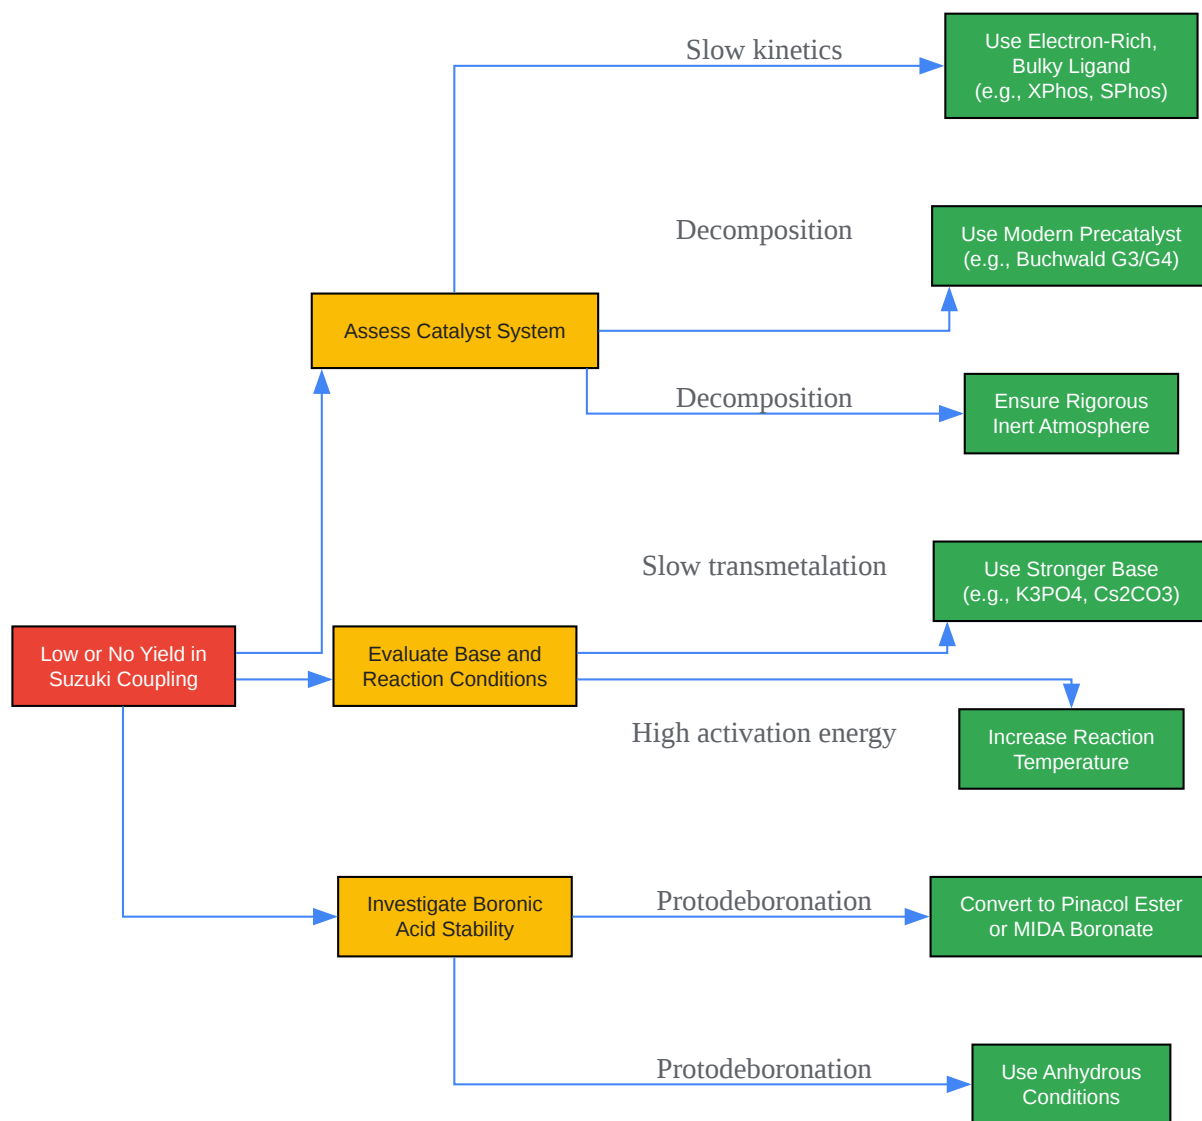 Slow kinetics
Use Electron-Rich,
Bulky Ligand
(e.g., XPhos, SPhos)
Decomposition
Use Modern Precatalyst
(e.g., Buchwald G3/G4)
Assess Catalyst System
Decomposition
Ensure Rigorous
Inert Atmosphere
Slow transmetalation
Use Stronger Base
(e.g., K3PO4, Cs2CO3)
Low or No Yield in
Suzuki Coupling
Evaluate Base and
Reaction Conditions
High activation energy
Increase Reaction
Temperature
Investigate Boronic
Acid Stability
Protodeboronation
Convert to Pinacol Ester
or MIDA Boronate
Protodeboronation
Use Anhydrous
Conditions